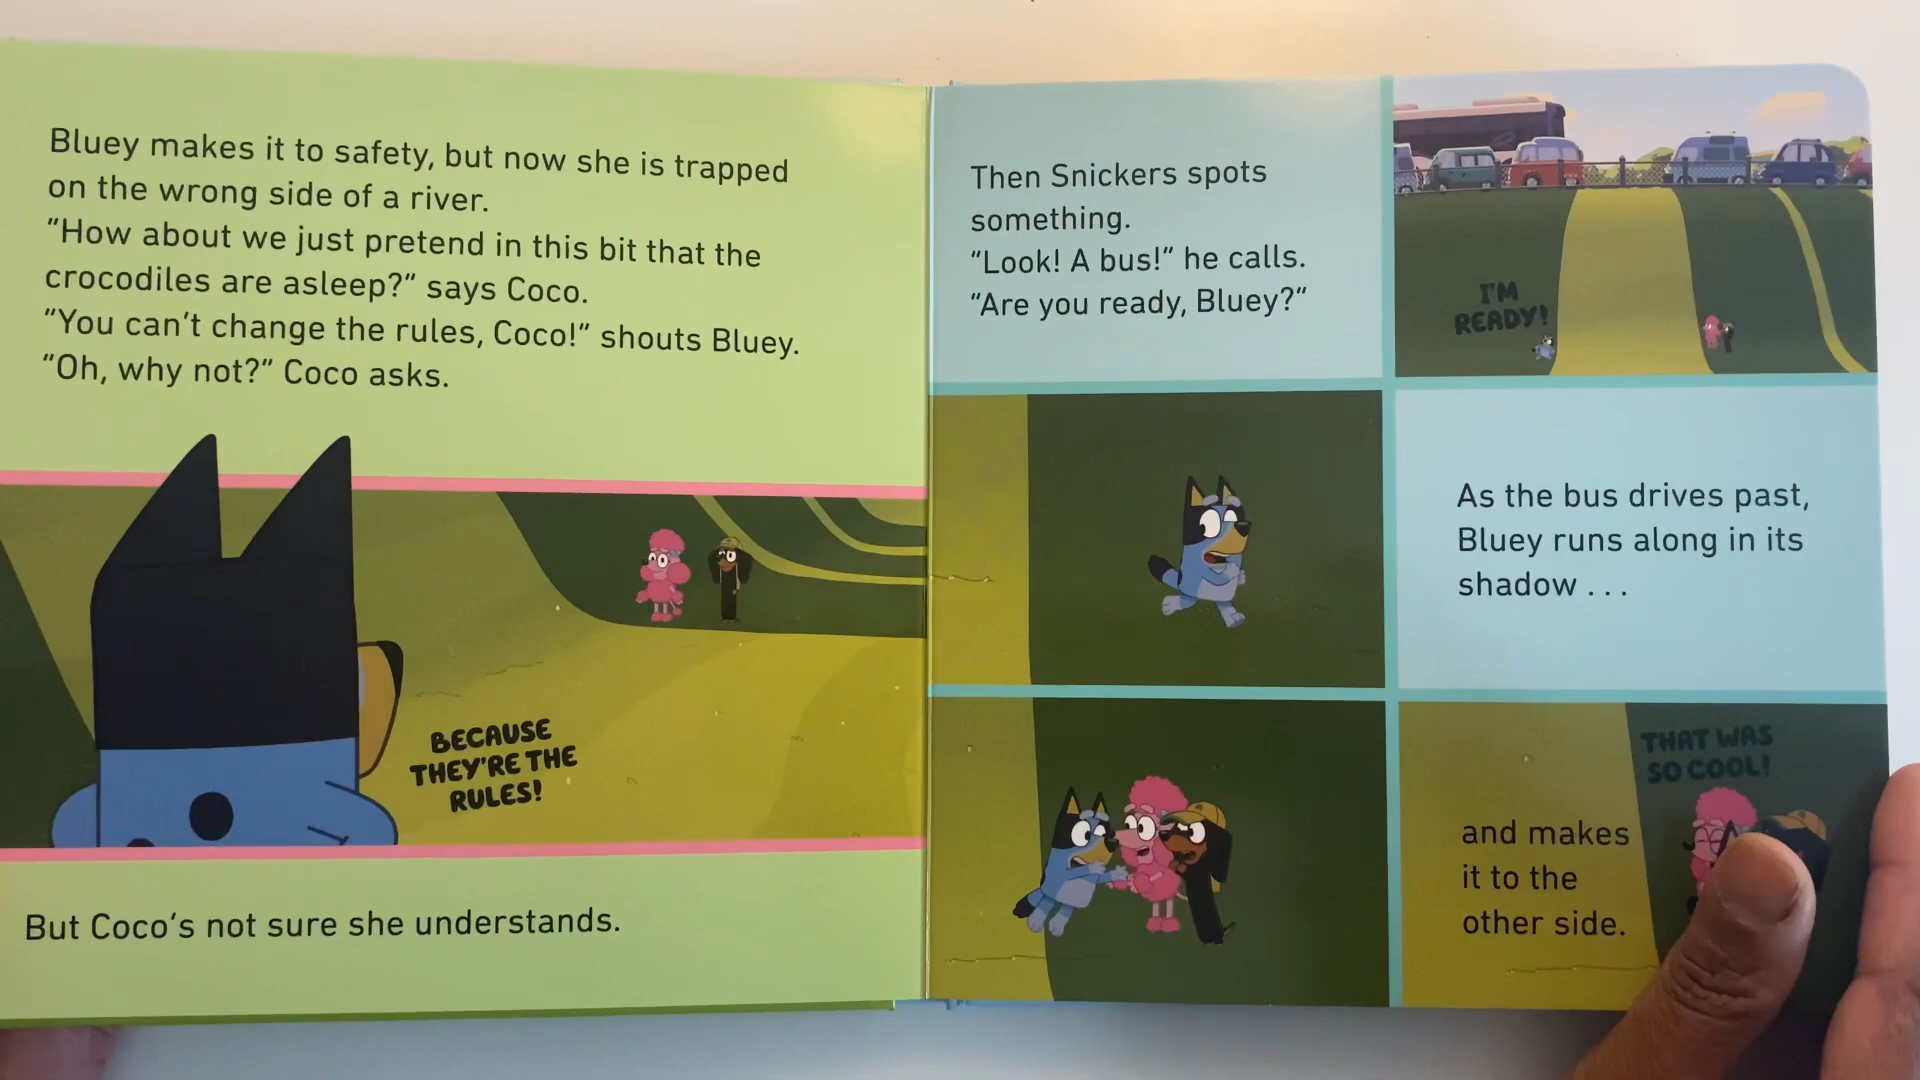 Bluey makes it to safety, but now she is trapped
on the wrong side of a river.
“How about we just pretend in this bit that the
crocodiles are asleep?” says Coco.
“You can’t change the rules, Coco!” shouts Bluey.
“Oh, why not?” Coco asks.
BECAUSE
THEY’RE THE
RULES!
But Coco’s not sure she understands.
Then Snickers spots
something.
“Look! A bus!” he calls.
“Are you ready, Bluey?”
I’M
READY!
As the bus drives past,
Bluey runs along in its
shadow . . .
THAT WAS
SO COOL!
and makes
it to the
other side.